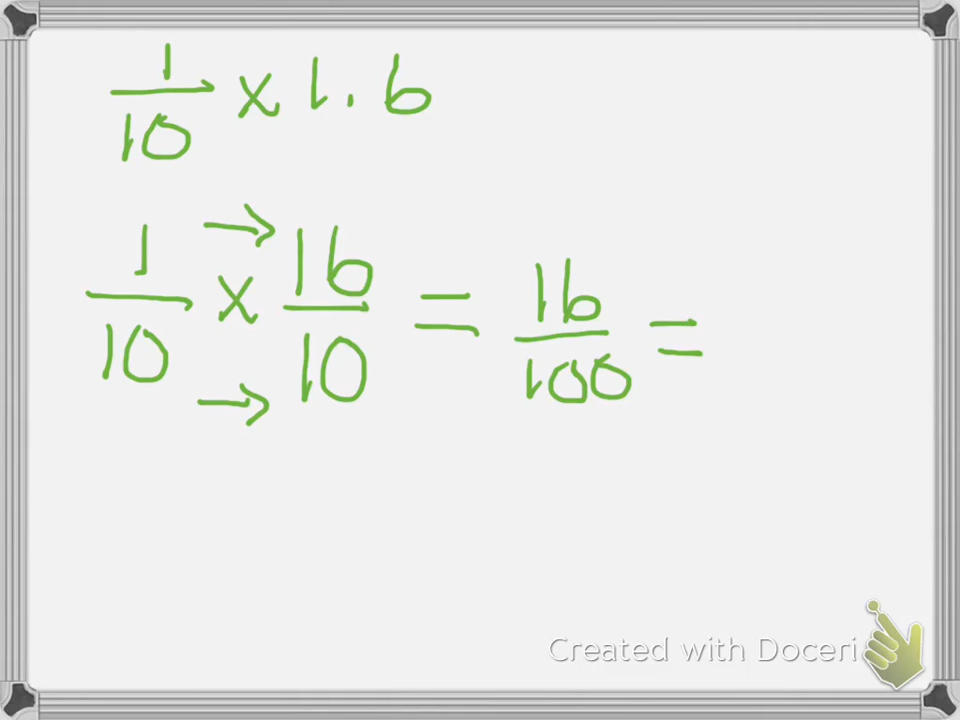 1/10 x 1.6
1/10 x 16/10 = 16/100 =
Created with Doceri